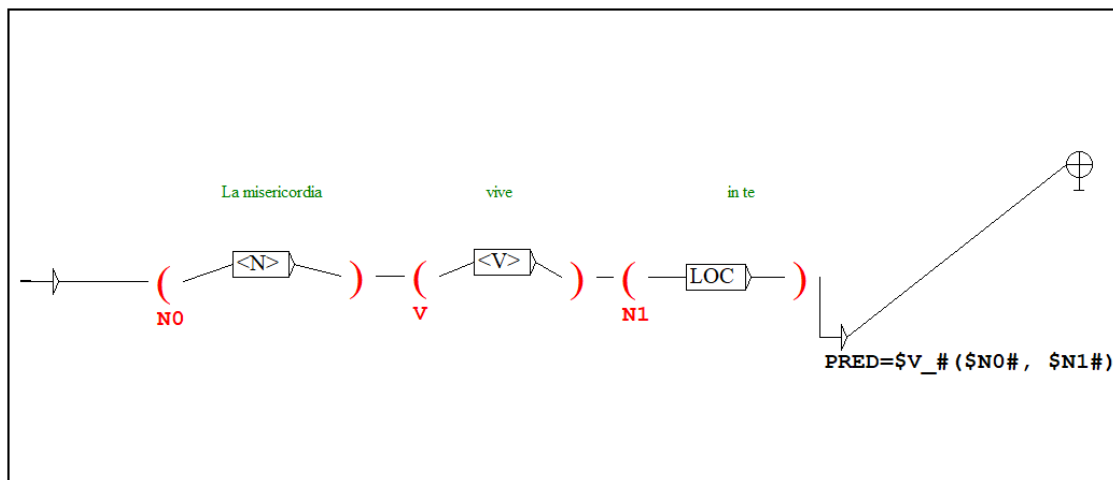 La misericordia vive in te
( <N> ) ( <V> ) ( LOC )
N0 V N1
PRED=$V_#($N0#, $N1#)